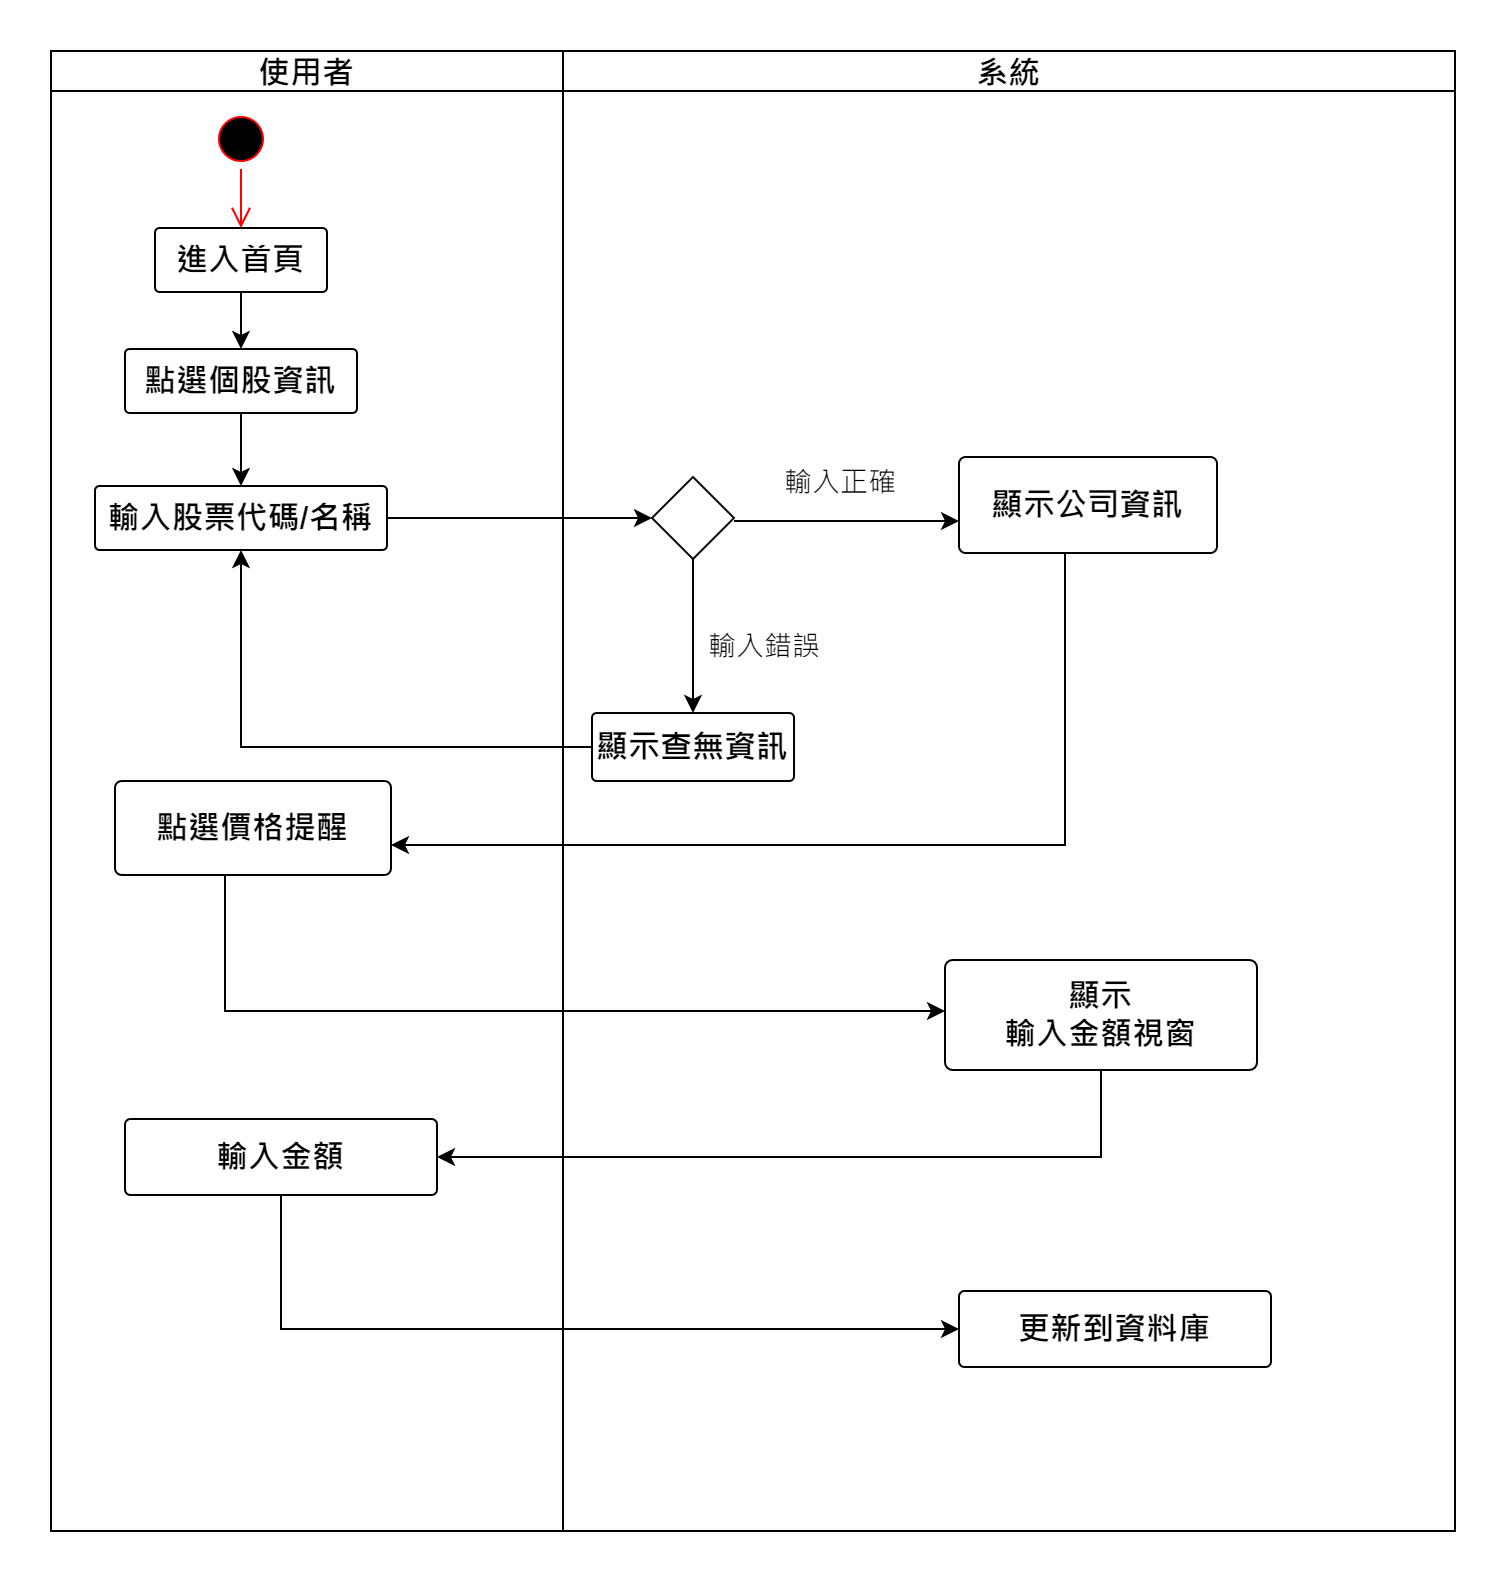 使用者
系統
進入首頁
點選個股資訊
輸入股票代碼/名稱
輸入正確
顯示公司資訊
輸入錯誤
顯示查無資訊
點選價格提醒
顯示
輸入金額視窗
輸入金額
更新到資料庫